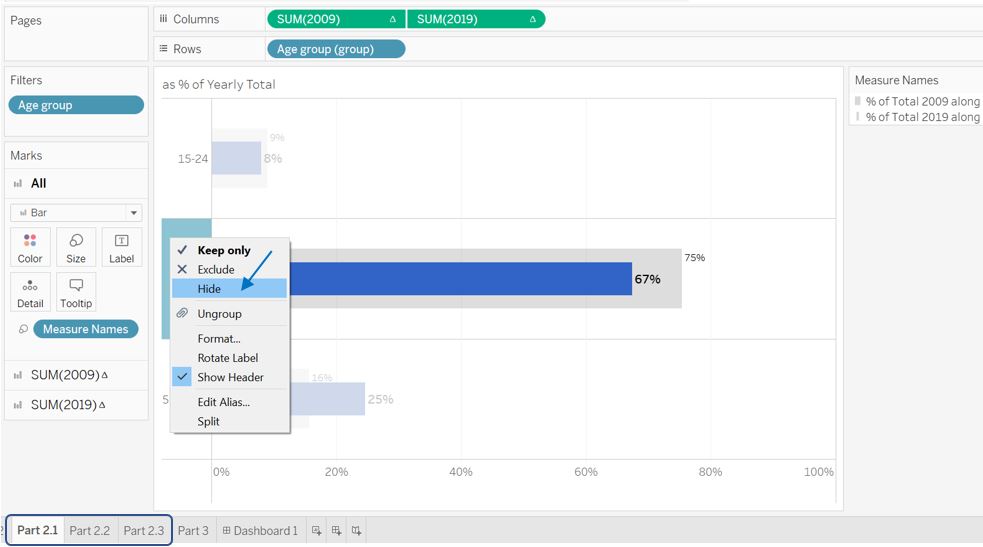 Pages
Columns
SUM(2009) Δ
SUM(2019) Δ
Rows
Age group (group)
Filters
Age group
Marks
All
Bar
Color
Size
Label
Detail
Tooltip
Measure Names
SUM(2009) Δ
SUM(2019) Δ
as % of Yearly Total
15-24
9%
8%
75%
67%
5
16%
25%
Keep only
Exclude
Hide
Ungroup
Format...
Rotate Label
Show Header
Edit Alias...
Split
0%
20%
40%
60%
80%
100%
Measure Names
% of Total 2009 along
% of Total 2019 along
Part 2.1
Part 2.2
Part 2.3
Part 3
Dashboard 1